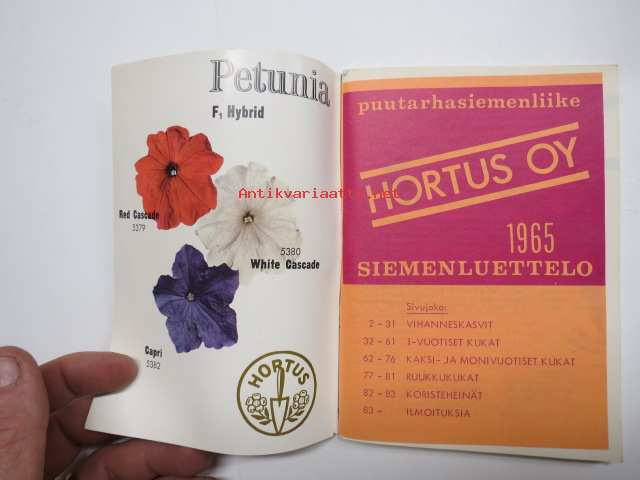 Petunia
F₁ Hybrid
Red Cascade
5379
5380
White Cascade
Capri
5382
HORTUS
Antikvariaatti.net
puutarhasiemenliike
HORTUS OY
1965
SIEMENLUETTELO
Sivujako:
2 – 31 VIHANNESKASVIT
32 – 61 1-VUOTISET KUKAT
62 – 76 KAKSI- JA MONIVUOTISET KUKAT
77 – 81 RUUKKUKUKAT
82 – 83 KORISTEHEINÄT
83 – ILMOITUKSIA